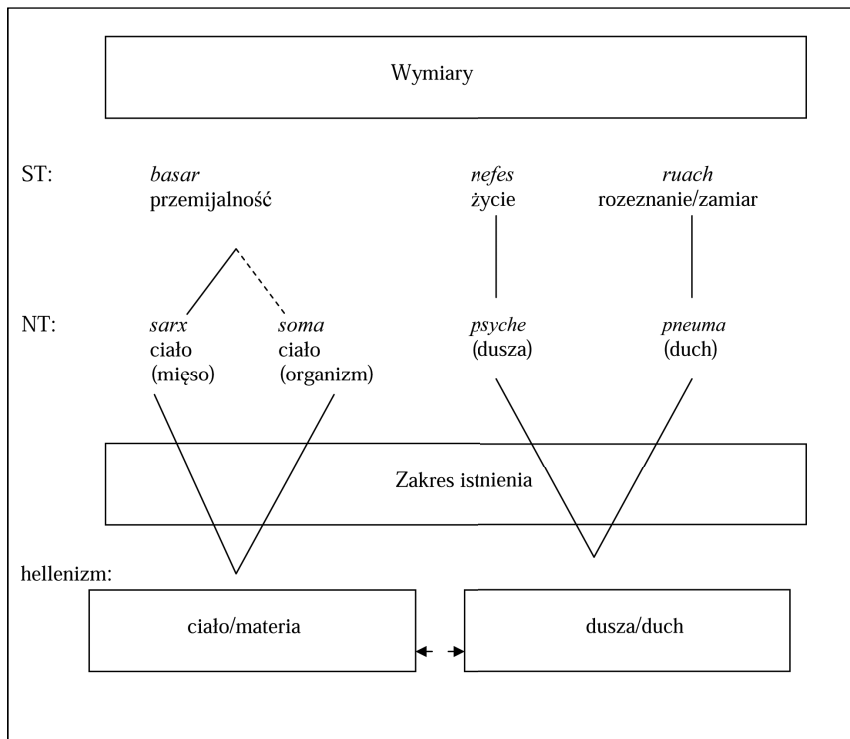 Wymiary
ST: basar nefes ruach
przemijalność życie rozeznanie/zamiar
NT: sarx soma psyche pneuma
ciało ciało (dusza) (duch)
(mięso) (organizm)
Zakres istnienia
hellenizm:
ciało/materia dusza/duch